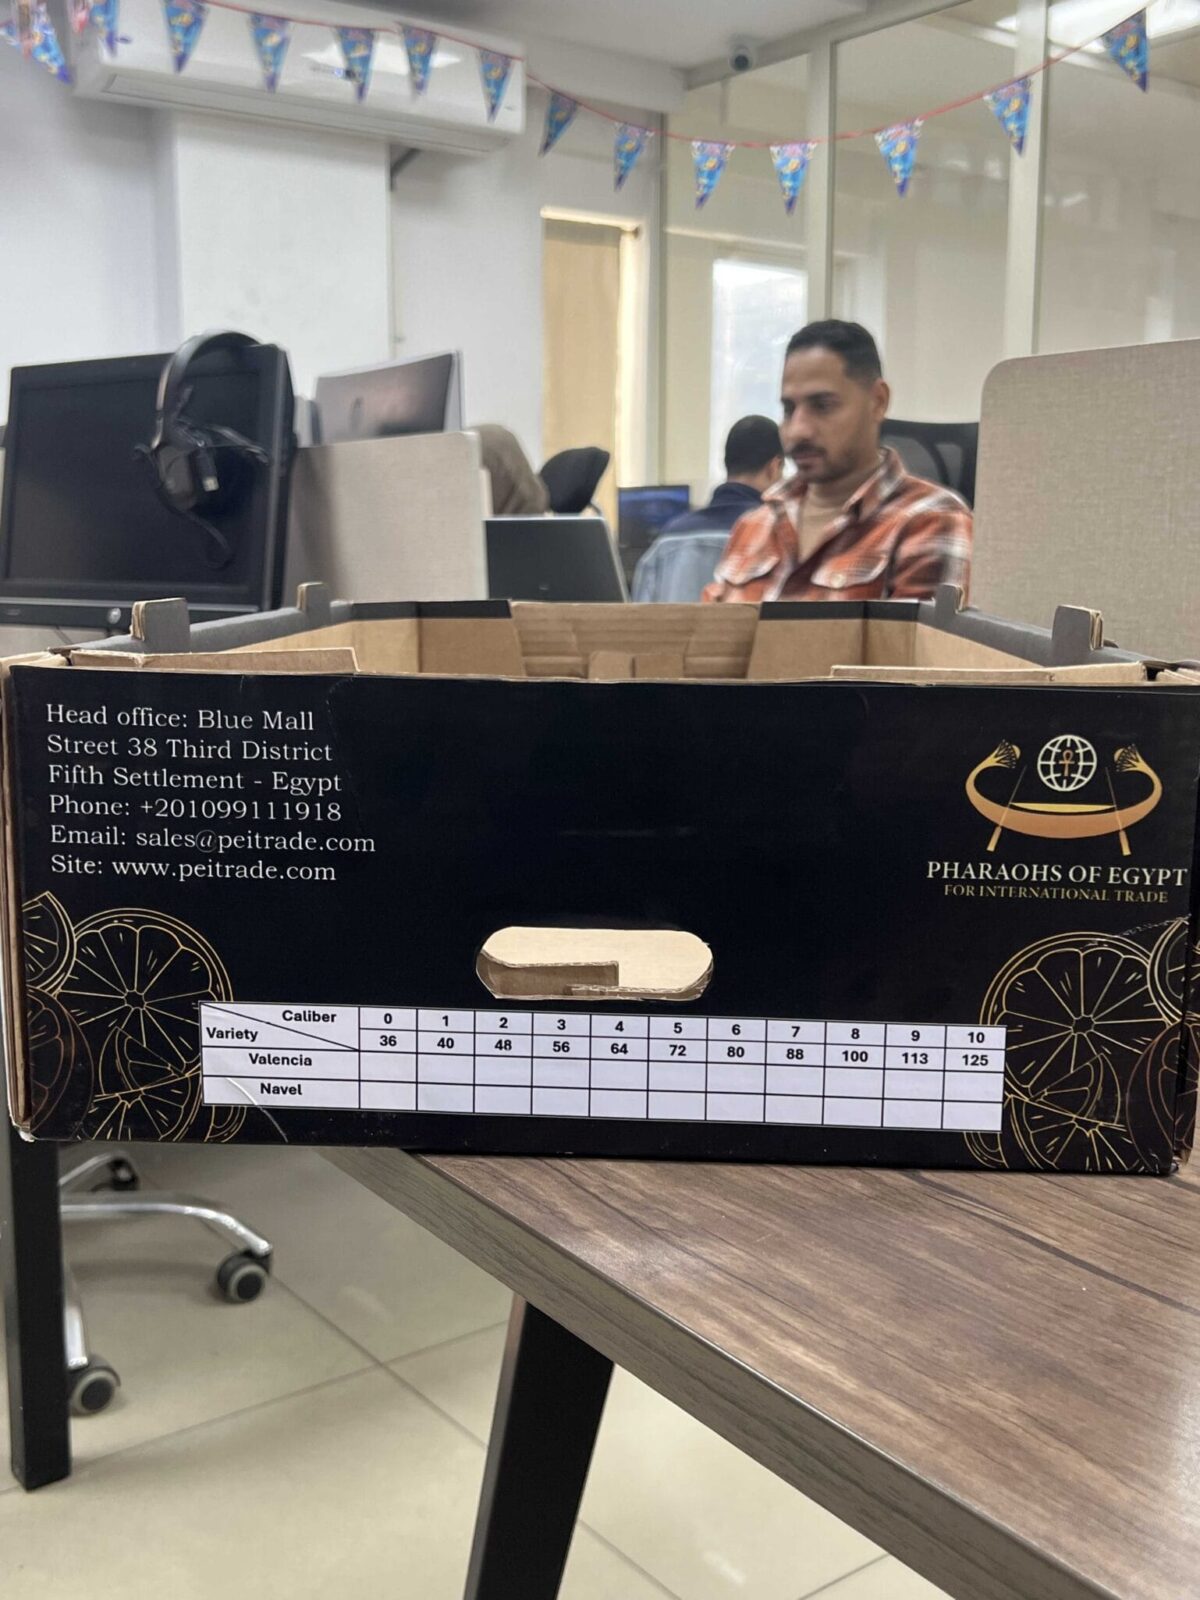 Head office: Blue Mall
Street 38 Third District
Fifth Settlement - Egypt
Phone: +201099111918
Email: sales@peitrade.com
Site: www.peitrade.com
PHARAOHS OF EGYPT
FOR INTERNATIONAL TRADE
Caliber 0 1 2 3 4 5 6 7 8 9 10
Variety 36 40 48 56 64 72 80 88 100 113 125
Valencia
Navel